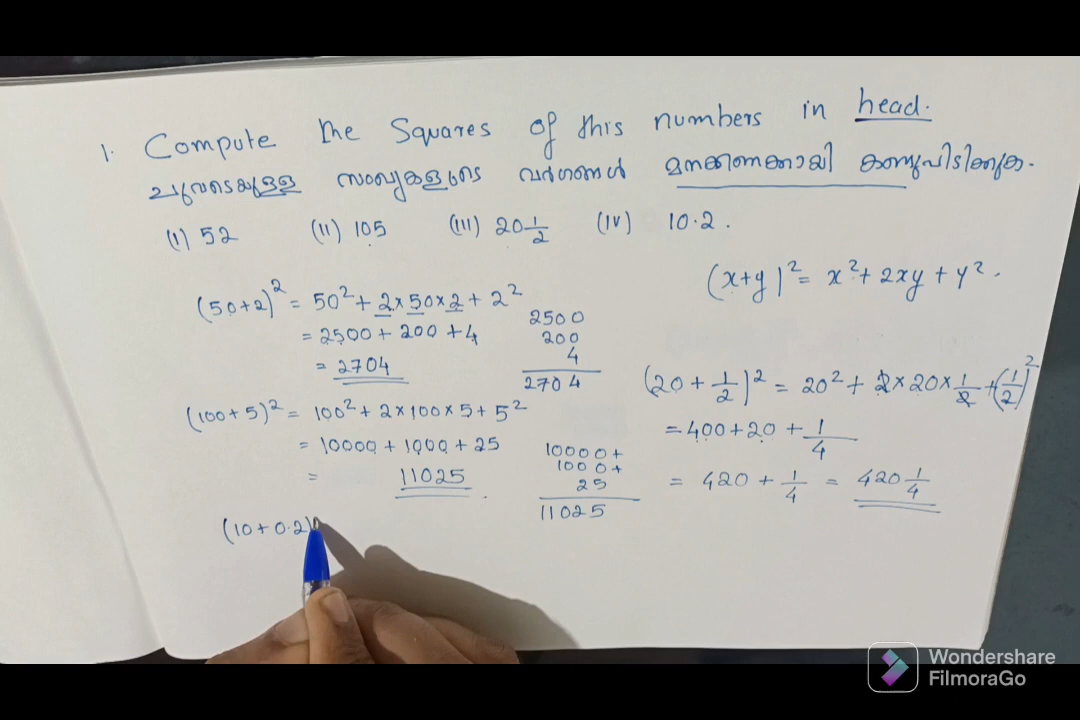 1. Compute the Squares of this numbers in head.
ചുവടെയുള്ള സംഖ്യകളുടെ വർഗങ്ങൾ മനക്കണക്കായി കണ്ടുപിടിക്കുക.
(I) 52 (II) 105 (III) 20 1/2 (IV) 10.2.
(x+y)² = x² + 2xy + y².
(50+2)² = 50² + 2×50×2 + 2²
= 2500 + 200 + 4
= 2704
2500
200
4
2704
(100+5)² = 100² + 2×100×5 + 5²
= 10000 + 1000 + 25
= 11025.
10000+
1000+
25
11025
(20 + 1/2)² = 20² + 2×20×1/2 + (1/2)²
= 400 + 20 + 1/4
= 420 + 1/4 = 420 1/4
(10+0.2)
Wondershare
FilmoraGo